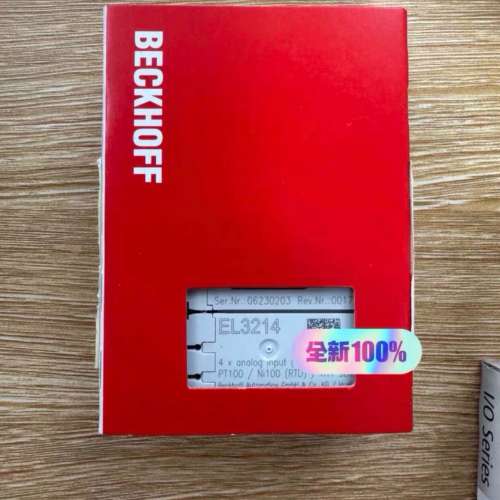 BECKHOFF
Ser.Nr.: 06230203 Rev.Nr.:0017
EL3214
全新100%
4 x analog input
PT100 / Ni100 (RTD)
Beckhoff Automation GmbH & Co. KG
I/O Series